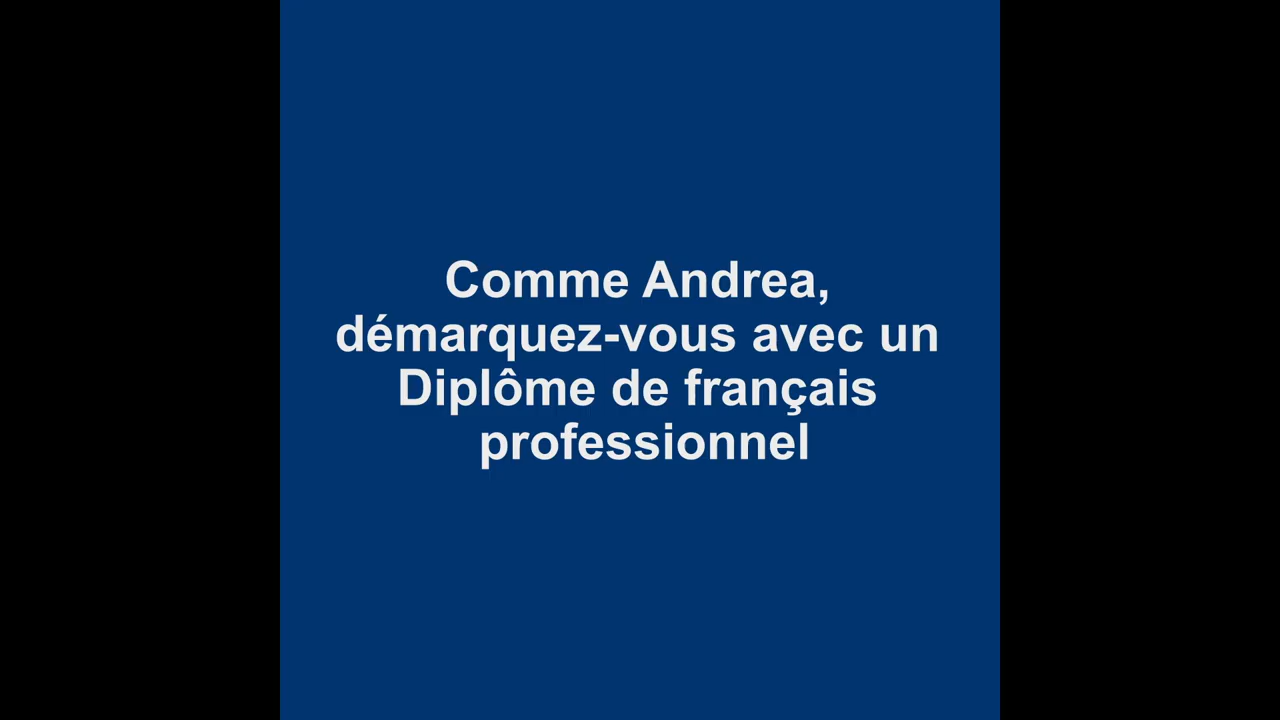 Comme Andrea,
démarquez-vous avec un
Diplôme de français
professionnel